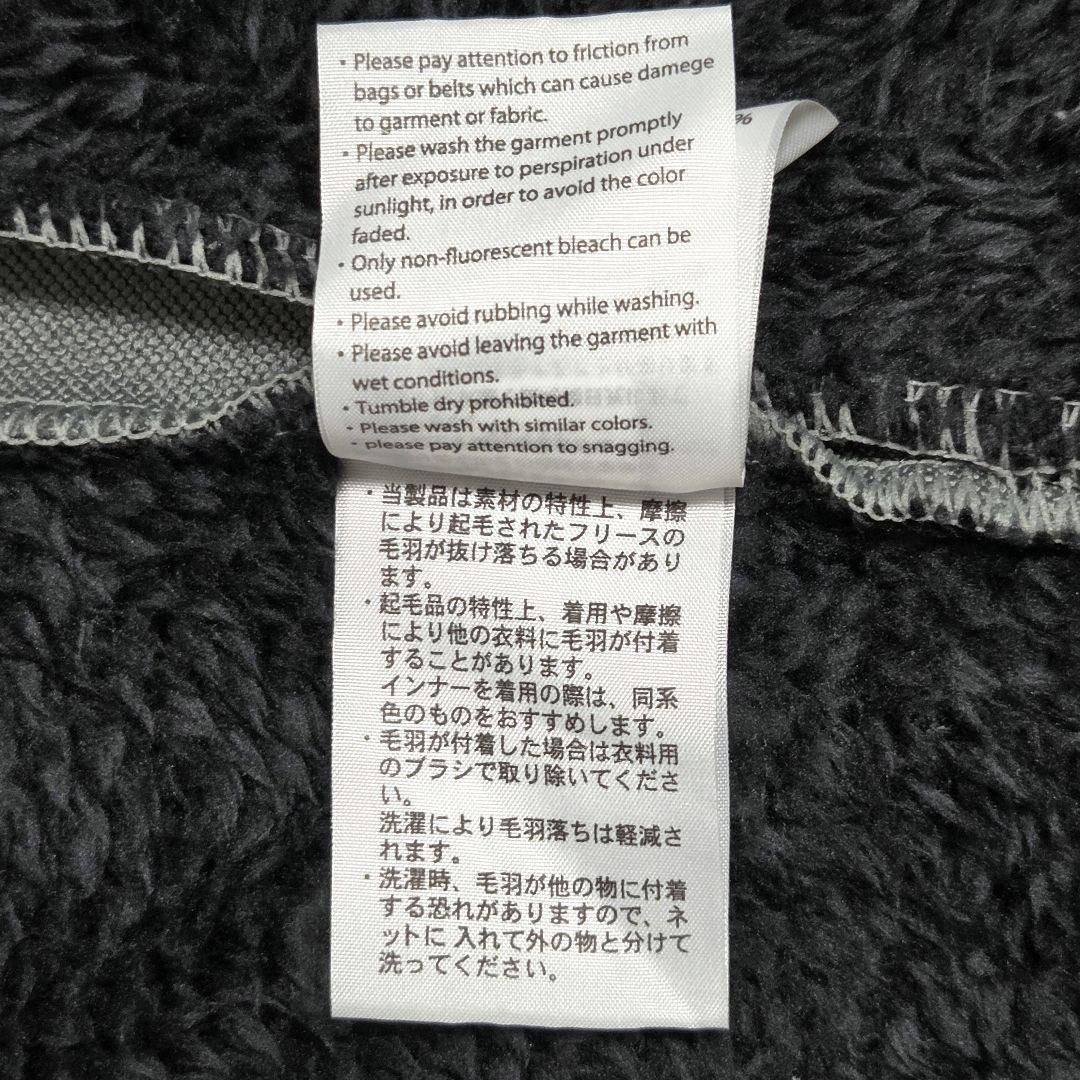 ・Please pay attention to friction from
bags or belts which can cause damege
to garment or fabric.
・Please wash the garment promptly
after exposure to perspiration under
sunlight, in order to avoid the color
faded.
・Only non-fluorescent bleach can be
used.
・Please avoid rubbing while washing.
・Please avoid leaving the garment with
wet conditions.
・Tumble dry prohibited.
・Please wash with similar colors.
・please pay attention to snagging.
96
・当製品は素材の特性上、摩擦
により起毛されたフリースの
毛羽が抜け落ちる場合があり
ます。
・起毛品の特性上、着用や摩擦
により他の衣料に毛羽が付着
することがあります。
インナーを着用の際は、同系
色のものをおすすめします。
・毛羽が付着した場合は衣料用
のブラシで取り除いてくださ
い。
洗濯により毛羽落ちは軽減さ
れます。
・洗濯時、毛羽が他の物に付着
する恐れがありますので、ネ
ットに 入れて外の物と分けて
洗ってください。